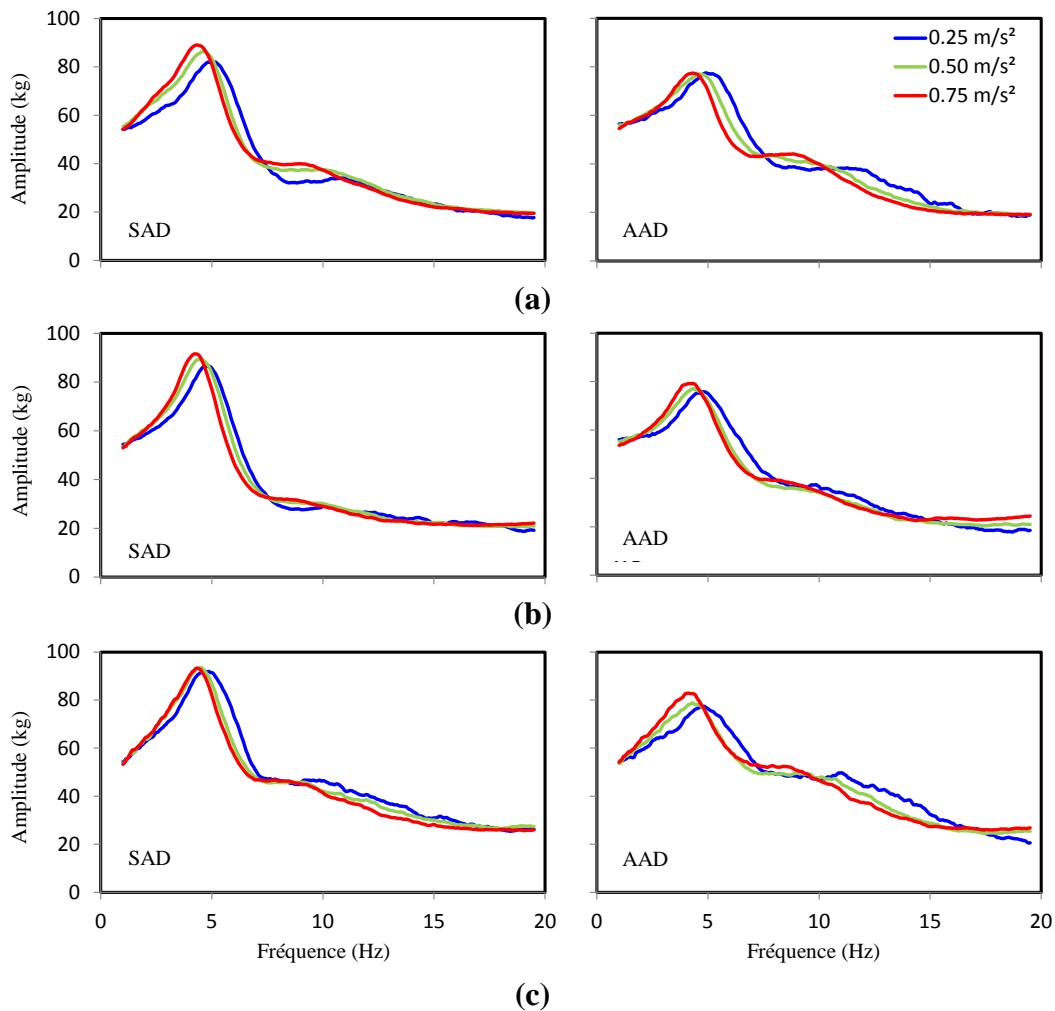 100
80
60
40
20
0
Amplitude (kg)
SAD
AAD
0.25 m/s²
0.50 m/s²
0.75 m/s²
(a)
100
80
60
40
20
0
Amplitude (kg)
SAD
AAD
(b)
100
80
60
40
20
0
Amplitude (kg)
SAD
AAD
0 5 10 15 20
0 5 10 15 20
Fréquence (Hz)
Fréquence (Hz)
(c)